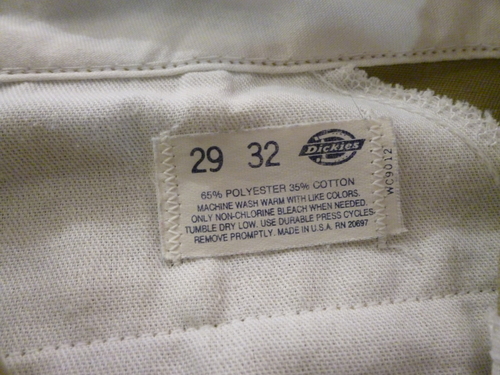 29 32 Dickies
65% POLYESTER 35% COTTON
MACHINE WASH WARM WITH LIKE COLORS.
ONLY NON-CHLORINE BLEACH WHEN NEEDED.
TUMBLE DRY LOW. USE DURABLE PRESS CYCLES.
REMOVE PROMPTLY. MADE IN U.S.A. RN 20697
WC9012